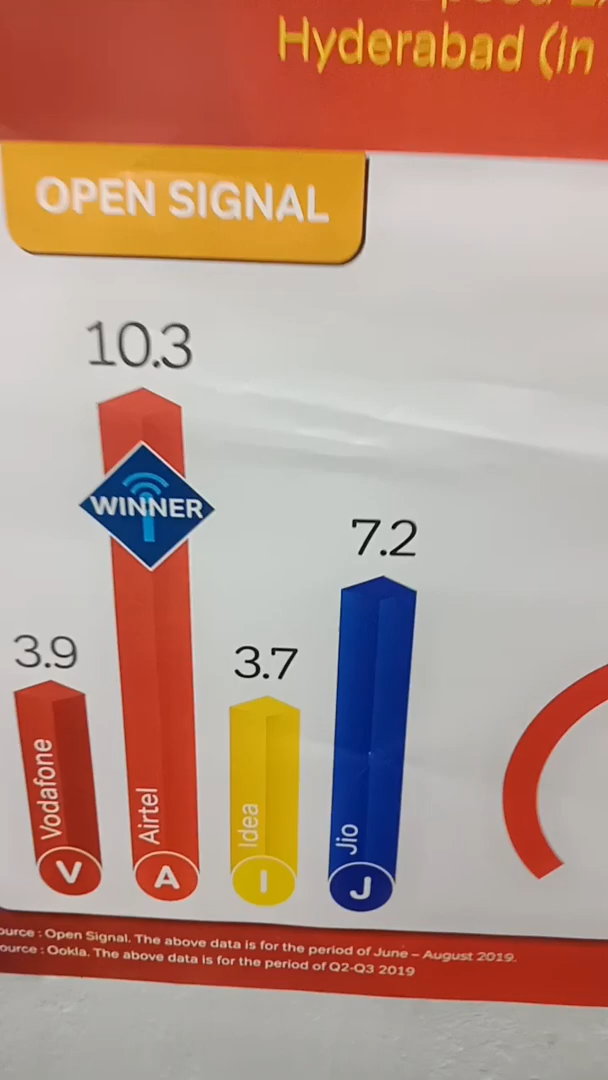 Hyderabad (in
OPEN SIGNAL
10.3
WINNER
7.2
3.9
3.7
Vodafone
Airtel
Idea
Jio
V
A
I
J
ource : Open Signal. The above data is for the period of June – August 2019.
ource : Ookla. The above data is for the period of Q2-Q3 2019